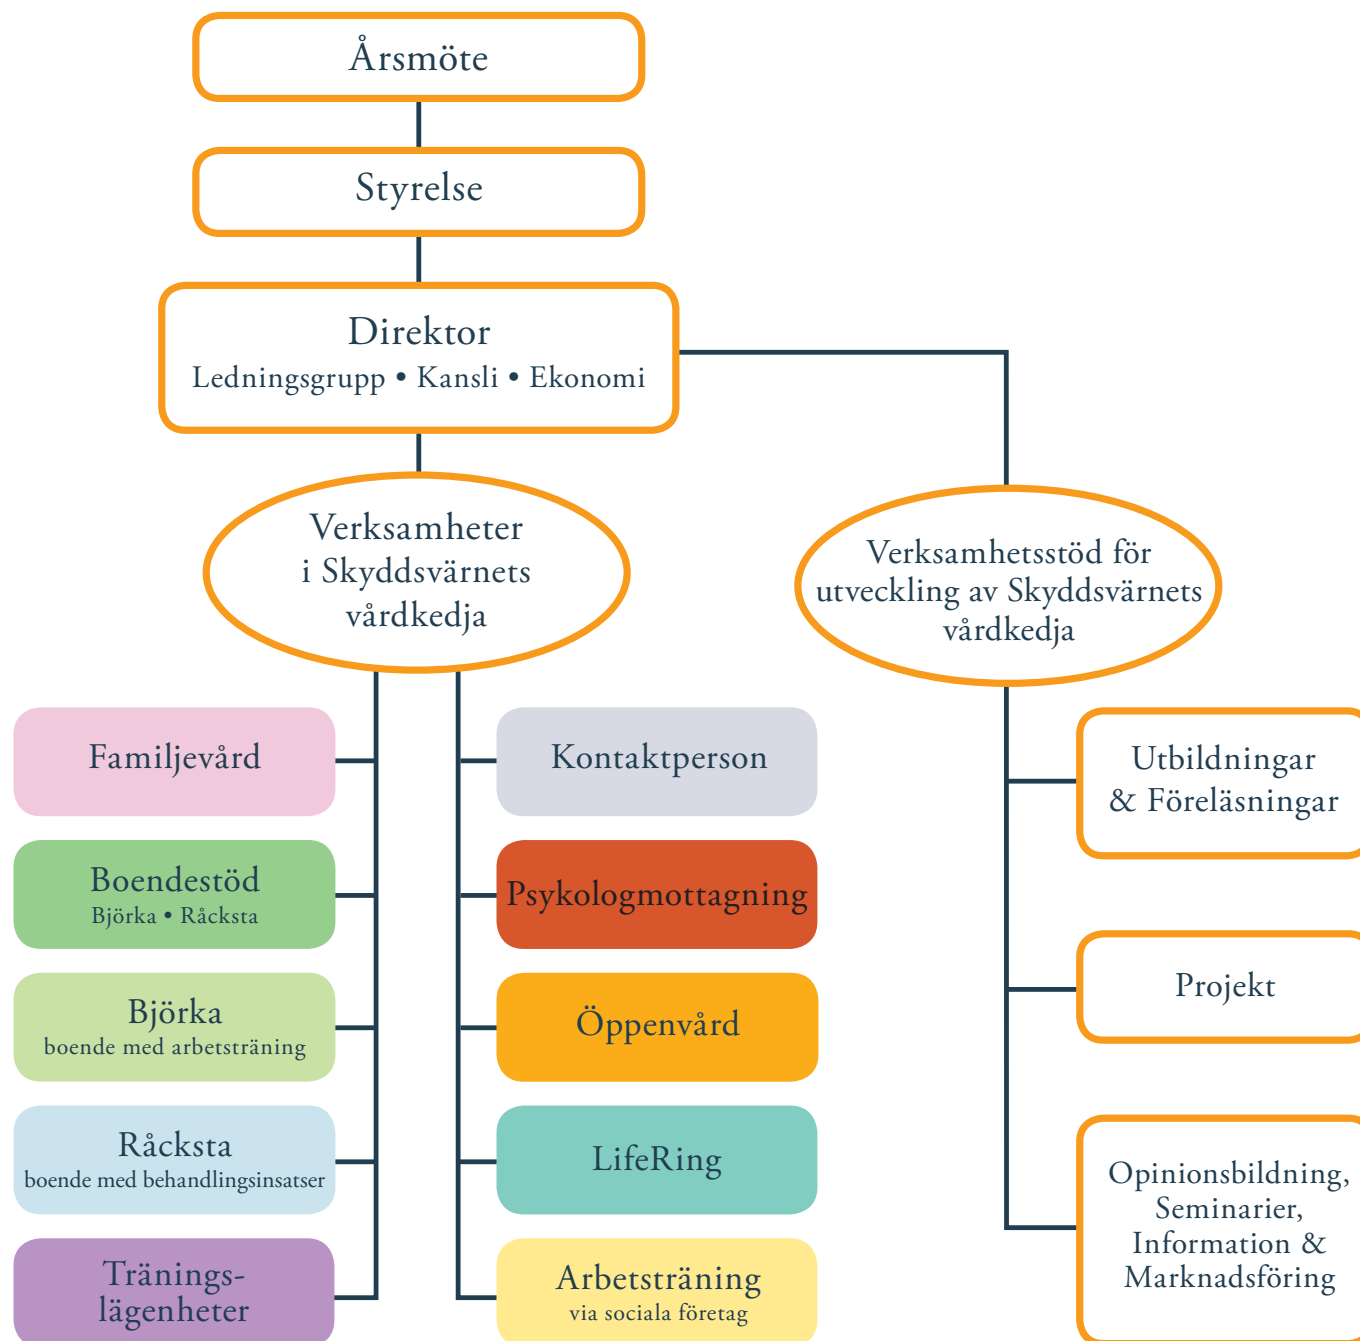 Årsmöte
Styrelse
Direktor
Ledningsgrupp • Kansli • Ekonomi
Verksamheter
i Skyddsvärnets
vårdkedja
Verksamhetsstöd för
utveckling av Skyddsvärnets
vårdkedja
Familjevård
Boendestöd
Björka • Råcksta
Björka
boende med arbetsträning
Råcksta
boende med behandlingsinsatser
Tränings-
lägenheter
Kontaktperson
Psykologmottagning
Öppenvård
LifeRing
Arbetsträning
via sociala företag
Utbildningar
& Föreläsningar
Projekt
Opinionsbildning,
Seminarier,
Information &
Marknadsföring